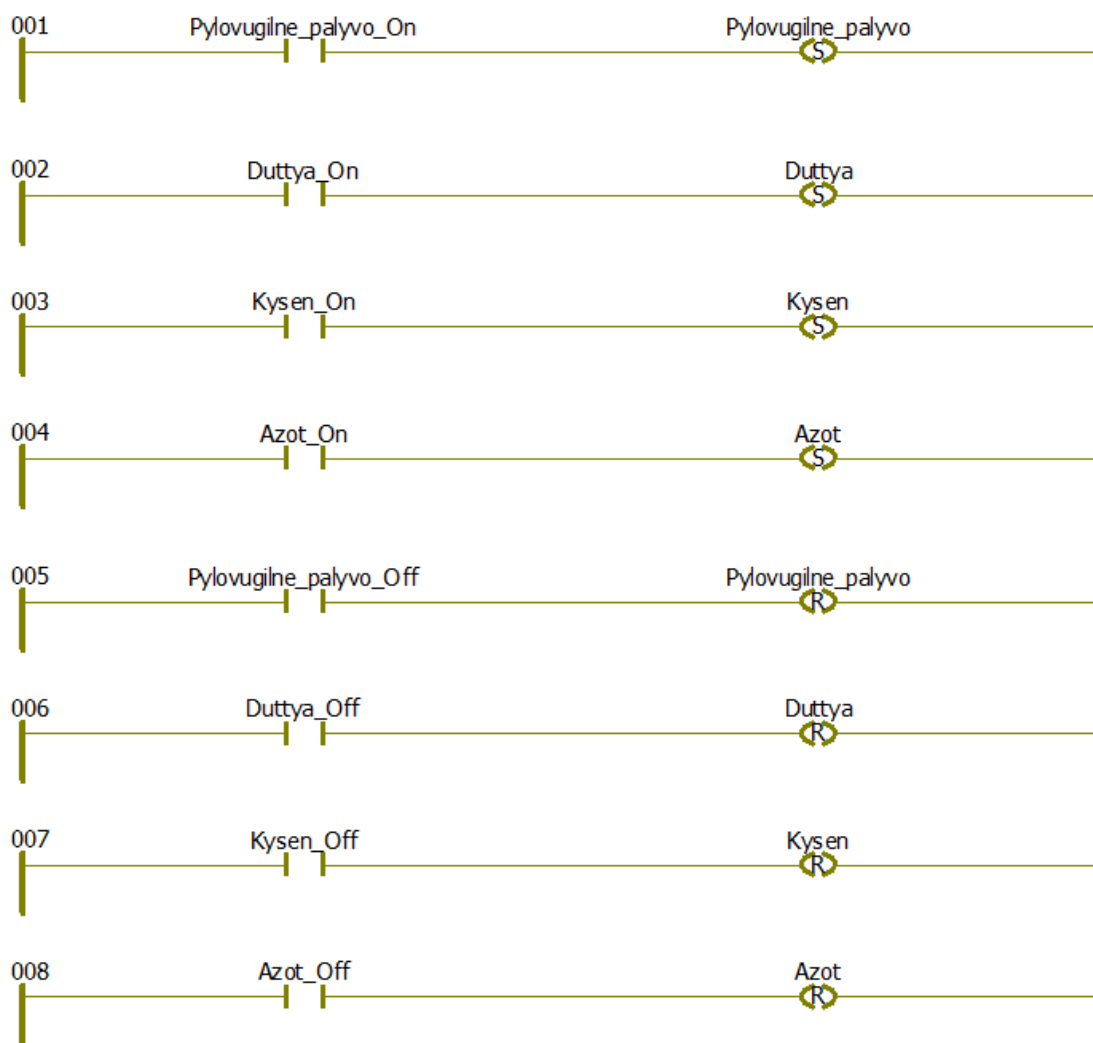 001 Pylovugilne_palyvo_On Pylovugilne_palyvo
S
002 Duttya_On Duttya
S
003 Kysen_On Kysen
S
004 Azot_On Azot
S
005 Pylovugilne_palyvo_Off Pylovugilne_palyvo
R
006 Duttya_Off Duttya
R
007 Kysen_Off Kysen
R
008 Azot_Off Azot
R